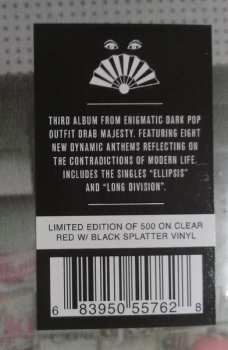 THIRD ALBUM FROM ENIGMATIC DARK POP
OUTFIT DRAB MAJESTY. FEATURING EIGHT
NEW DYNAMIC ANTHEMS REFLECTING ON
THE CONTRADICTIONS OF MODERN LIFE.
INCLUDES THE SINGLES "ELLIPSIS"
AND "LONG DIVISION".
LIMITED EDITION OF 500 ON CLEAR
RED W/ BLACK SPLATTER VINYL
6 83950 55762 8